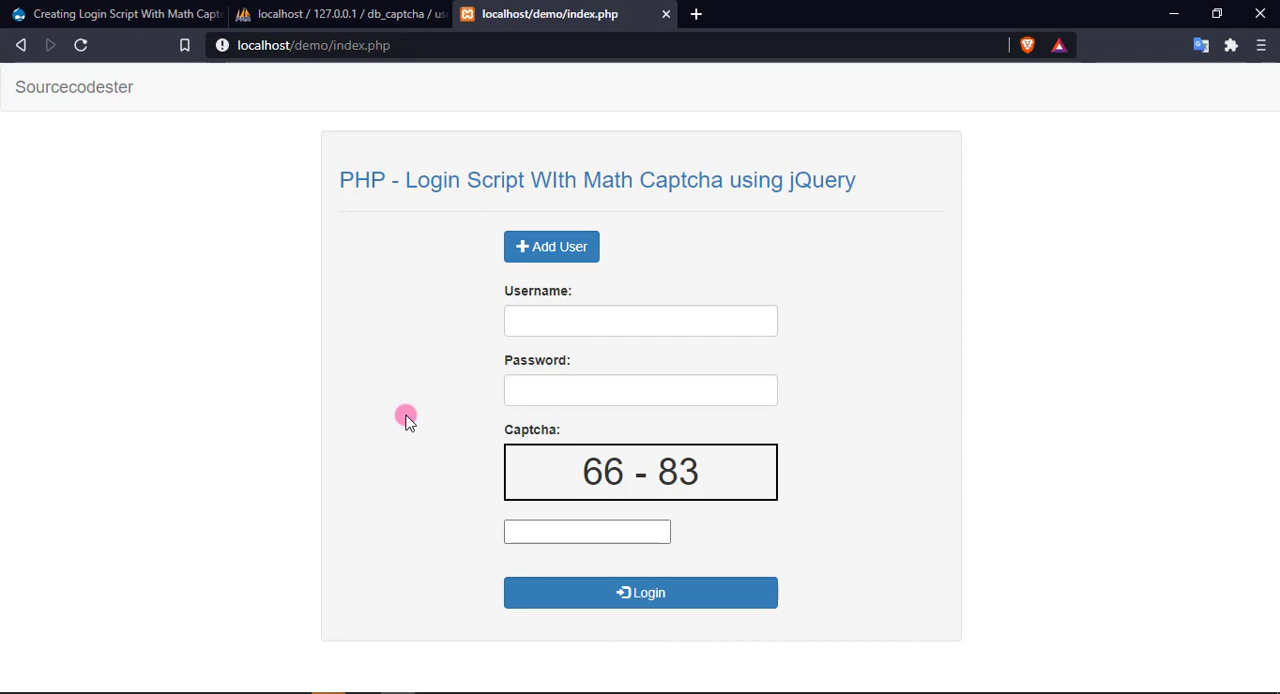 Creating Login Script With Math Capt
localhost / 127.0.0.1 / db_captcha / us
localhost/demo/index.php
localhost/demo/index.php
Sourcecodester
PHP - Login Script WIth Math Captcha using jQuery
Add User
Username:
Password:
Captcha:
66 - 83
Login